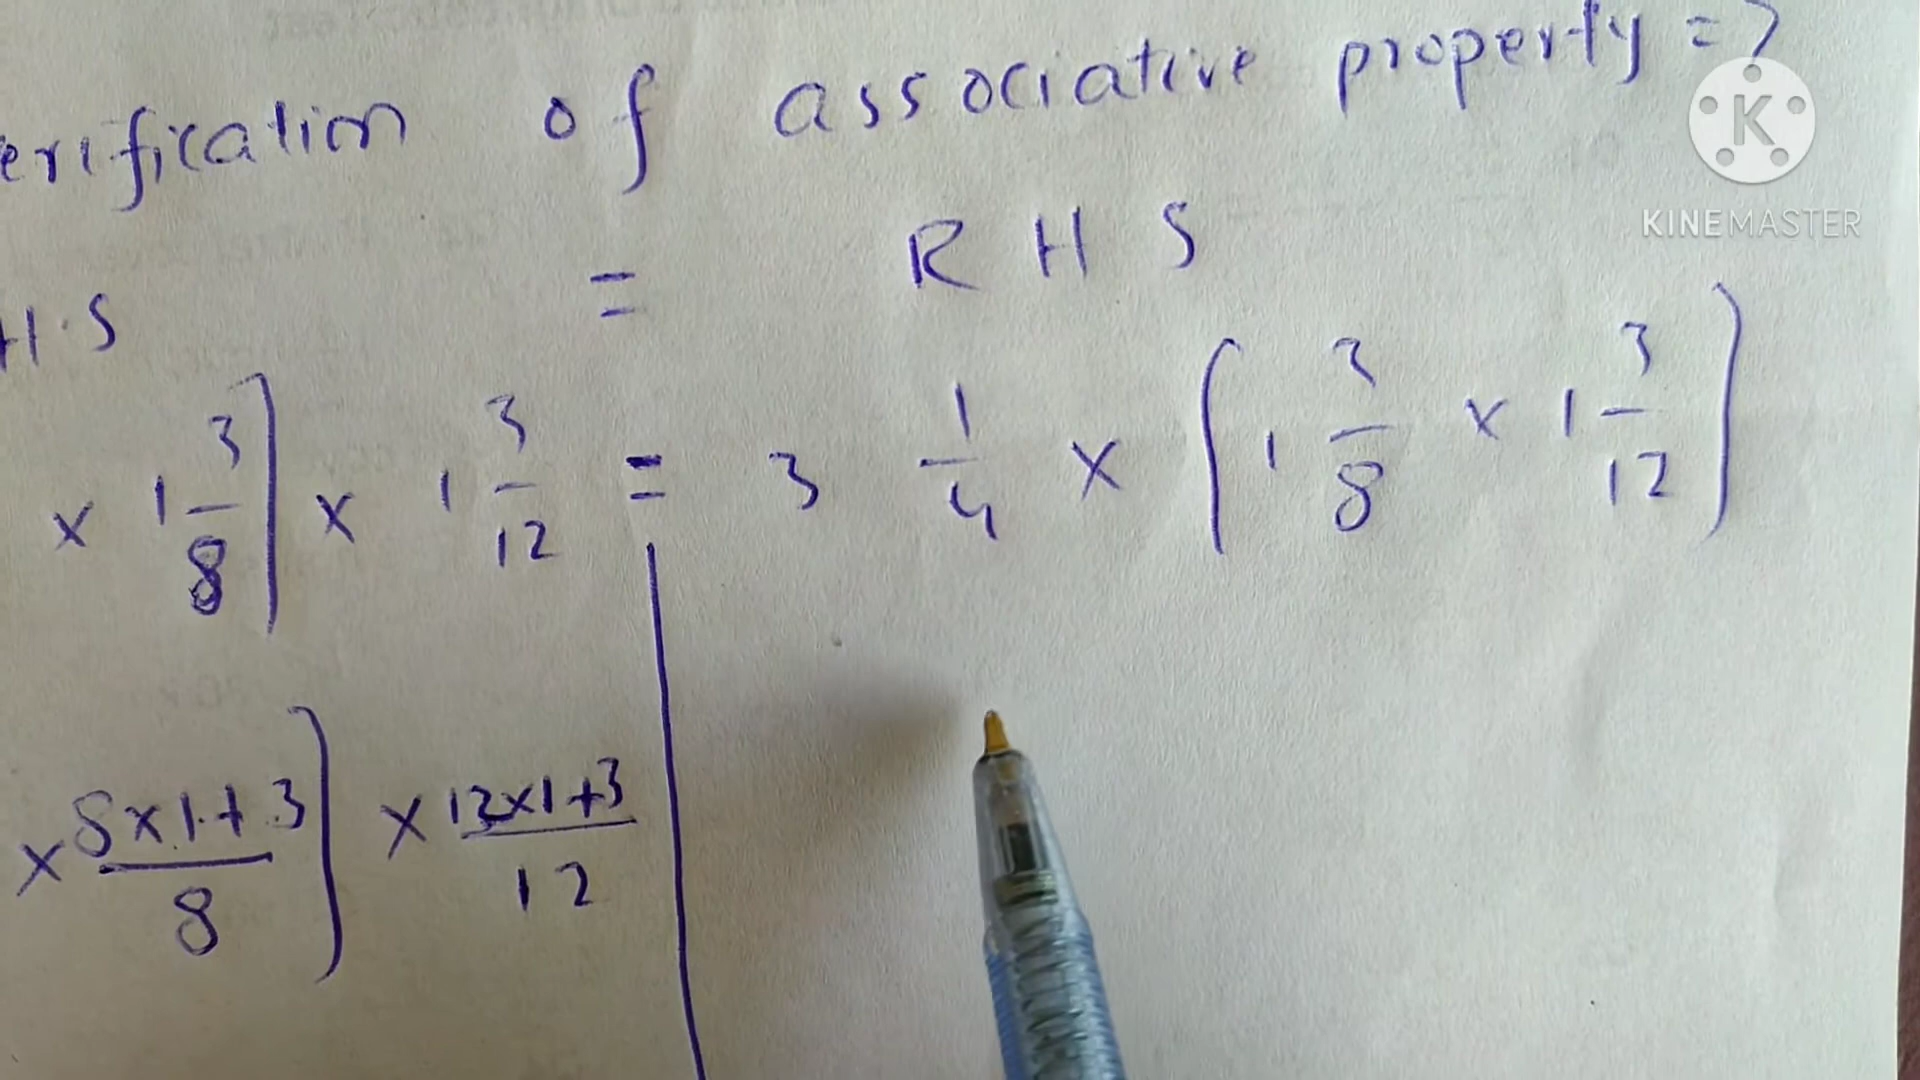 erification of associative property =>
H.S = RHS
× 1 3/8] × 1 3/12 = 3 1/4 × [1 3/8 × 1 3/12]
× 8×1+3/8] × 12×1+3/12
KINEMASTER